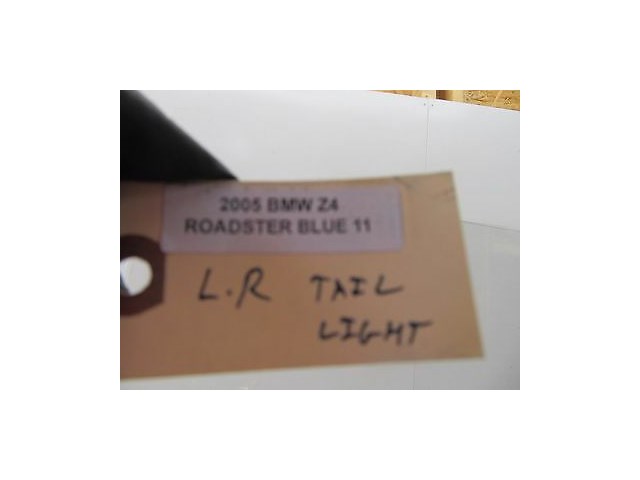 2005 BMW Z4
ROADSTER BLUE 11
L.R TAIL
LIGHT